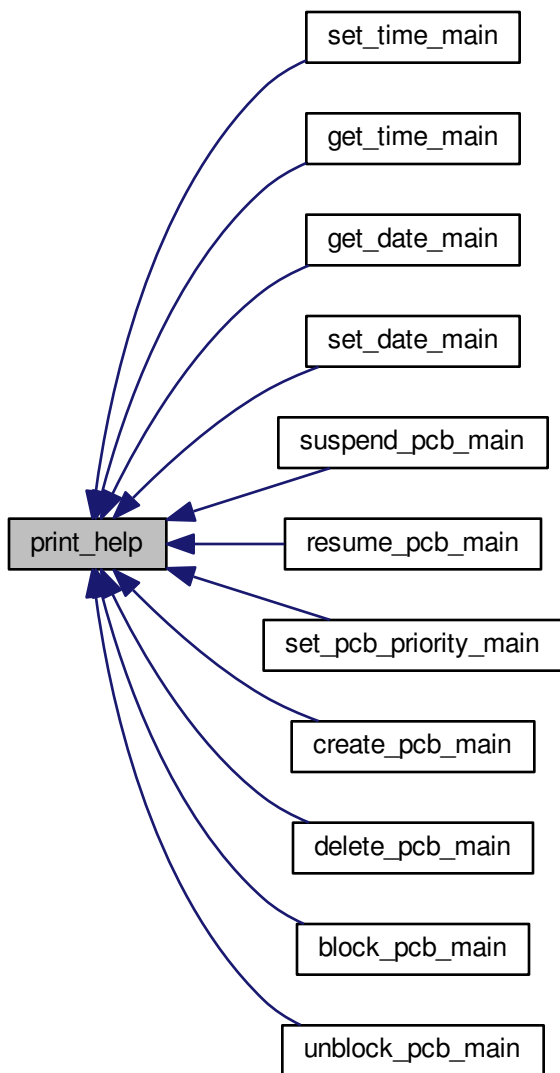 set_time_main
get_time_main
get_date_main
set_date_main
suspend_pcb_main
print_help
resume_pcb_main
set_pcb_priority_main
create_pcb_main
delete_pcb_main
block_pcb_main
unblock_pcb_main